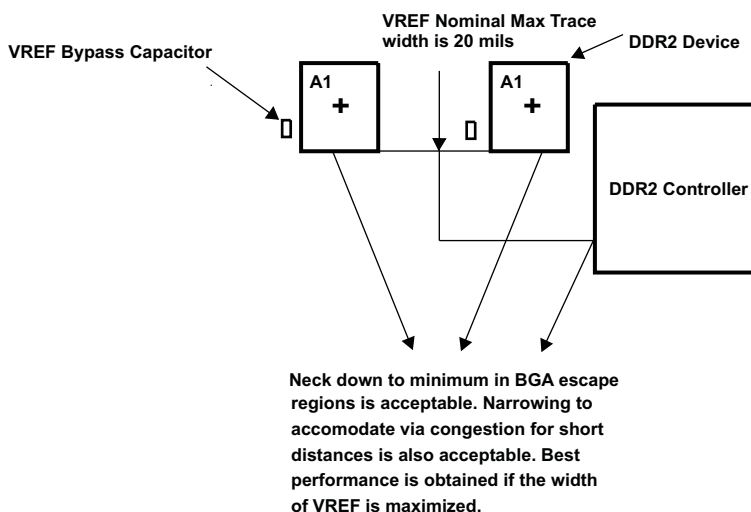 VREF Nominal Max Trace
width is 20 mils
DDR2 Device
VREF Bypass Capacitor
A1
+
A1
+
DDR2 Controller
Neck down to minimum in BGA escape
regions is acceptable. Narrowing to
accomodate via congestion for short
distances is also acceptable. Best
performance is obtained if the width
of VREF is maximized.